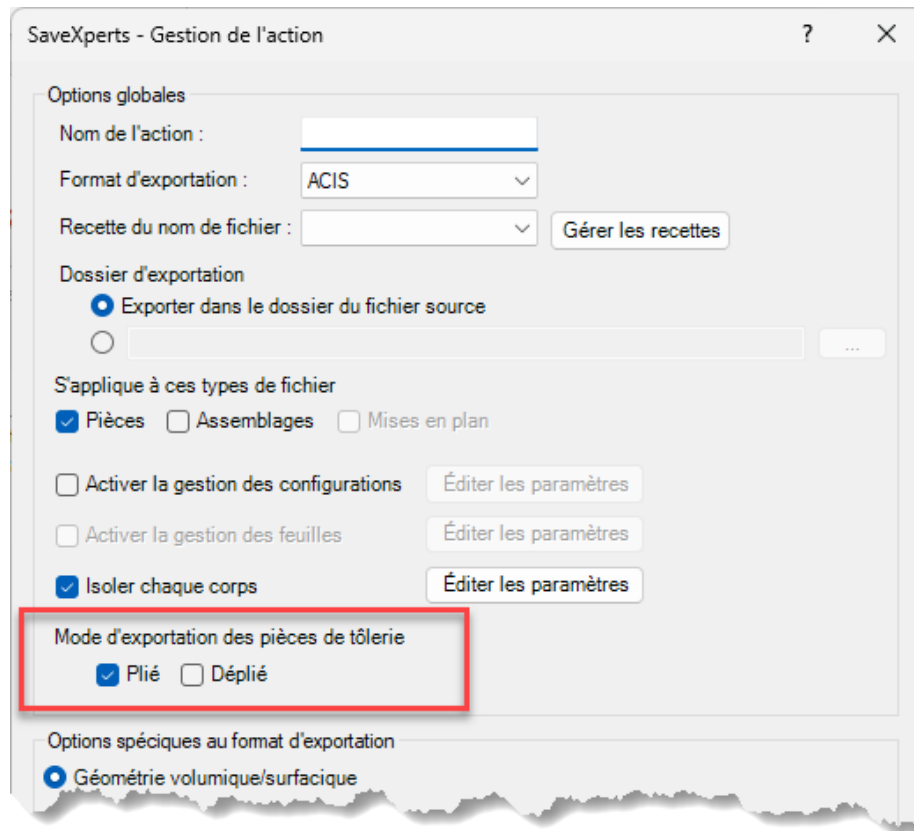 SaveXperts - Gestion de l'action ?
Options globales
Nom de l'action :
Format d'exportation : ACIS
Recette du nom de fichier : Gérer les recettes
Dossier d'exportation
Exporter dans le dossier du fichier source
...
S'applique à ces types de fichier
Pièces Assemblages Mises en plan
Activer la gestion des configurations Éditer les paramètres
Activer la gestion des feuilles Éditer les paramètres
Isoler chaque corps Éditer les paramètres
Mode d'exportation des pièces de tôlerie
Plié Déplié
Options spéciques au format d'exportation
Géométrie volumique/surfacique